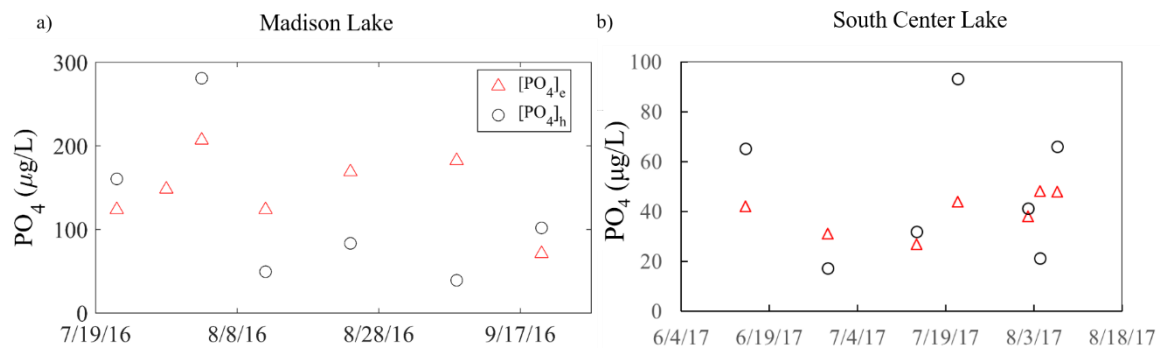 a)
Madison Lake
300
200
100
0
PO4 (µg/L)
[PO4]e
[PO4]h
7/19/16 8/8/16 8/28/16 9/17/16
b)
South Center Lake
100
80
60
40
20
0
PO4 (µg/L)
6/4/17 6/19/17 7/4/17 7/19/17 8/3/17 8/18/17